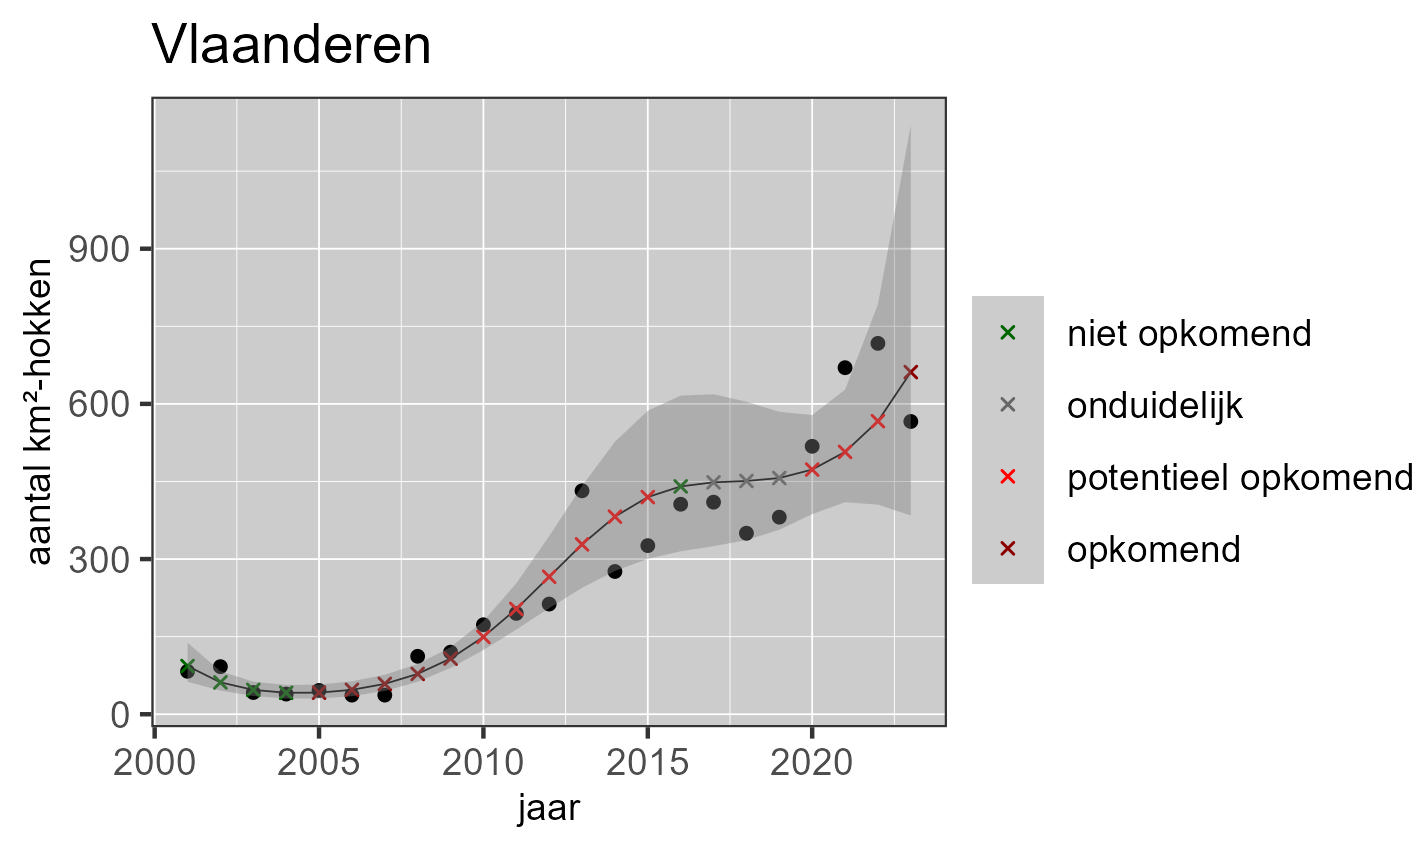 Vlaanderen
900
600
300
0
aantal km²-hokken
2000 2005 2010 2015 2020
jaar
niet opkomend
onduidelijk
potentieel opkomend
opkomend